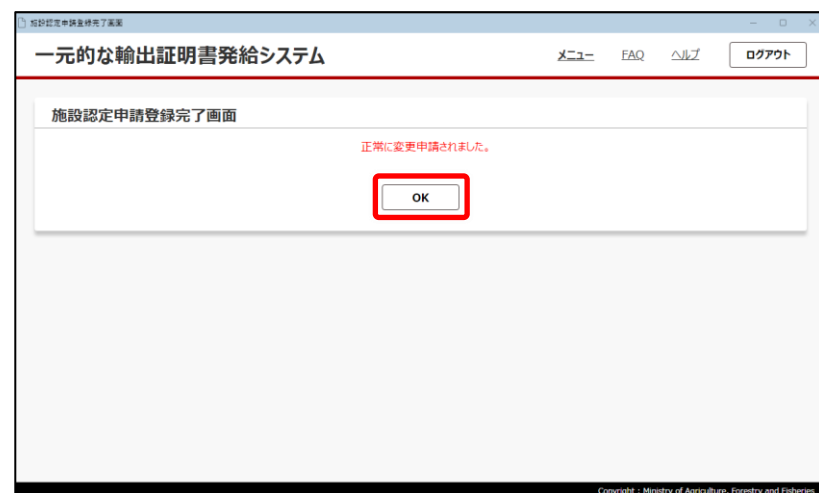 施設認定申請登録完了画面
一元的な輸出証明書発給システム
メニュー FAQ ヘルプ ログアウト
施設認定申請登録完了画面
正常に変更申請されました。
OK
Copyright : Ministry of Agriculture, Forestry and Fisheries